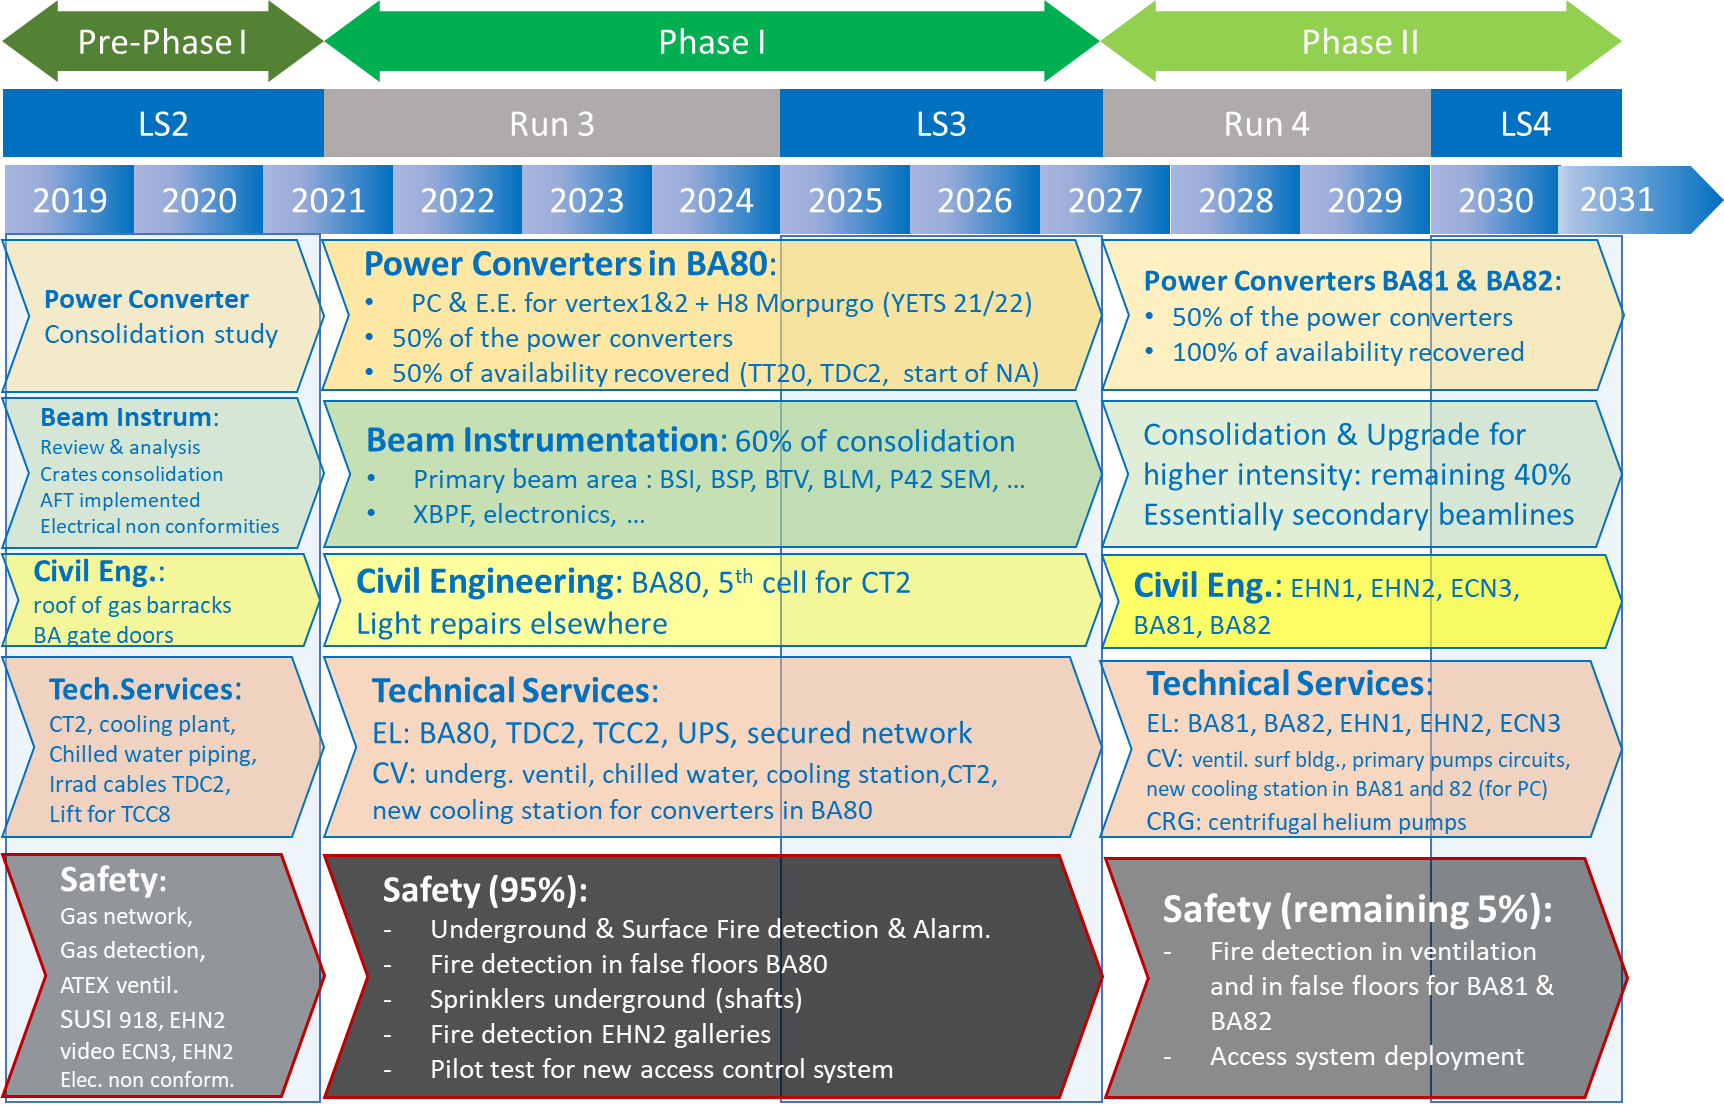 Pre-Phase I
Phase I
Phase II
LS2
Run 3
LS3
Run 4
LS4
2019
2020
2021
2022
2023
2024
2025
2026
2027
2028
2029
2030
2031
Power Converter
Consolidation study
Power Converters in BA80:
• PC & E.E. for vertex1&2 + H8 Morpurgo (YETS 21/22)
• 50% of the power converters
• 50% of availability recovered (TT20, TDC2, start of NA)
Power Converters BA81 & BA82:
• 50% of the power converters
• 100% of availability recovered
Beam Instrum:
Review & analysis
Crates consolidation
AFT implemented
Electrical non conformities
Beam Instrumentation: 60% of consolidation
• Primary beam area : BSI, BSP, BTV, BLM, P42 SEM, …
• XBPF, electronics, …
Consolidation & Upgrade for
higher intensity: remaining 40%
Essentially secondary beamlines
Civil Eng.:
roof of gas barracks
BA gate doors
Civil Engineering: BA80, 5th cell for CT2
Light repairs elsewhere
Civil Eng.: EHN1, EHN2, ECN3,
BA81, BA82
Tech.Services:
CT2, cooling plant,
Chilled water piping,
Irrad cables TDC2,
Lift for TCC8
Technical Services:
EL: BA80, TDC2, TCC2, UPS, secured network
CV: underg. ventil, chilled water, cooling station,CT2,
new cooling station for converters in BA80
Technical Services:
EL: BA81, BA82, EHN1, EHN2, ECN3
CV: ventil. surf bldg., primary pumps circuits,
new cooling station in BA81 and 82 (for PC)
CRG: centrifugal helium pumps
Safety:
Gas network,
Gas detection,
ATEX ventil.
SUSI 918, EHN2
video ECN3, EHN2
Elec. non conform.
Safety (95%):
- Underground & Surface Fire detection & Alarm.
- Fire detection in false floors BA80
- Sprinklers underground (shafts)
- Fire detection EHN2 galleries
- Pilot test for new access control system
Safety (remaining 5%):
- Fire detection in ventilation
and in false floors for BA81 &
BA82
- Access system deployment